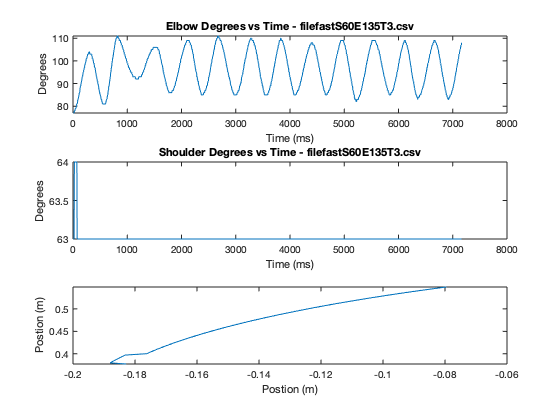 Elbow Degrees vs Time - filefastS60E135T3.csv
110
100
90
80
Degrees
0 1000 2000 3000 4000 5000 6000 7000 8000
Time (ms)
Shoulder Degrees vs Time - filefastS60E135T3.csv
64
63.5
63
Degrees
0 1000 2000 3000 4000 5000 6000 7000 8000
Time (ms)
0.5
0.45
0.4
Postion (m)
-0.2 -0.18 -0.16 -0.14 -0.12 -0.1 -0.08 -0.06
Postion (m)